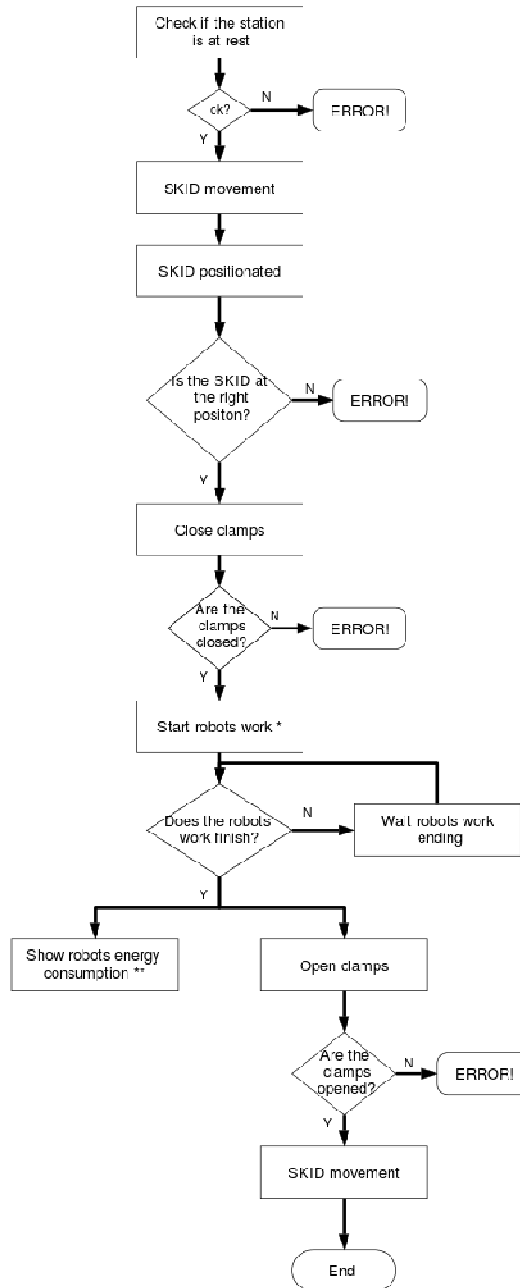 Check if the station
is at rest
ok?
N
ERROR!
Y
SKID movement
SKID positionated
Is the SKID at
the right
positon?
N
ERROR!
Y
Close clamps
Are the
clamps
closed?
N
ERROR!
Y
Start robots work *
Does the robots
work finish?
N
Wait robots work
ending
Y
Show robots energy
consumption **
Open clamps
Are the
clamps
opened?
N
ERROR!
Y
SKID movement
End